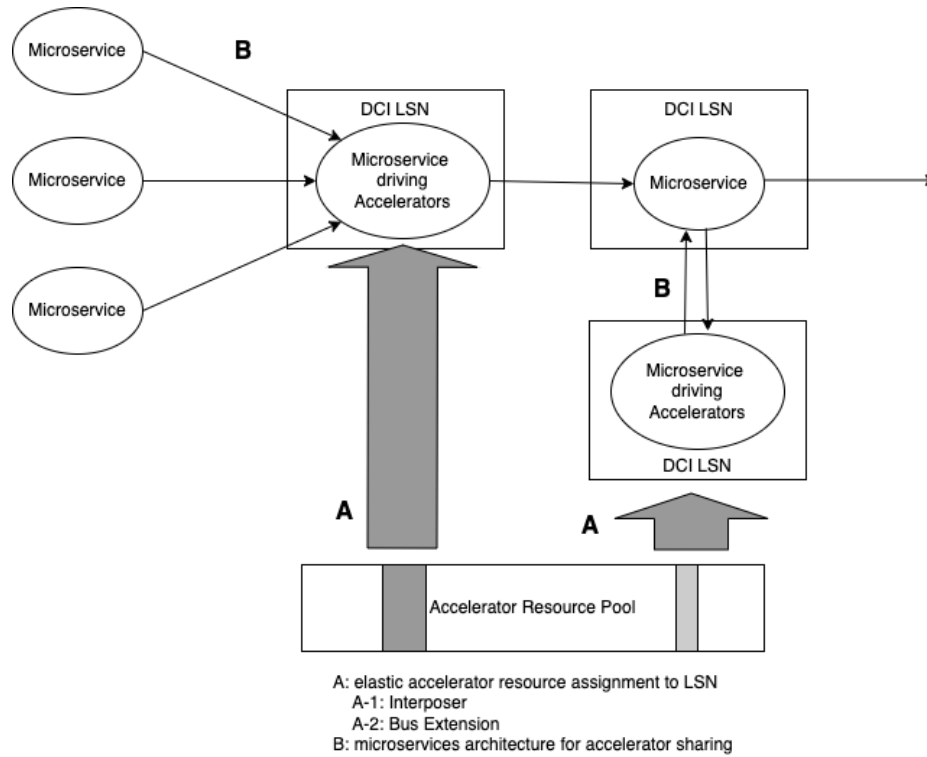 Microservice
B
DCI LSN
DCI LSN
Microservice
driving
Accelerators
Microservice
Microservice
Microservice
B
Microservice
driving
Accelerators
DCI LSN
A
A
Accelerator Resource Pool
A: elastic accelerator resource assignment to LSN
A-1: Interposer
A-2: Bus Extension
B: microservices architecture for accelerator sharing